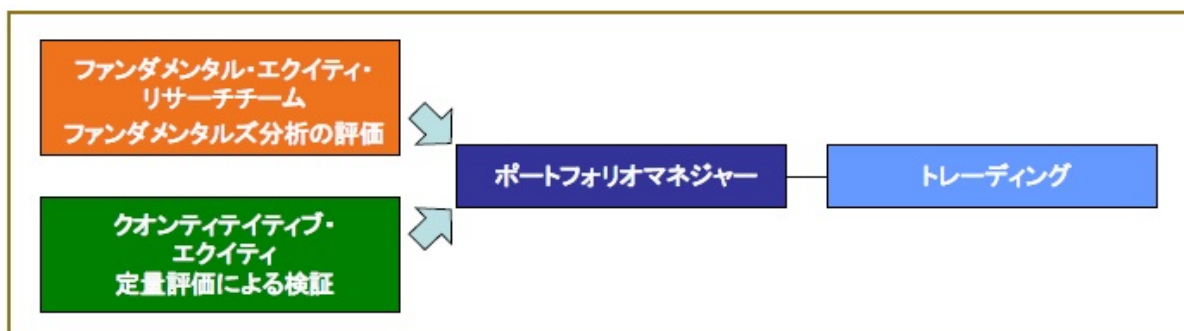 ファンダメンタル・エクイティ・
リサーチチーム
ファンダメンタルズ分析の評価
クオンティテイティブ・
エクイティ
定量評価による検証
ポートフォリオマネジャー
トレーディング